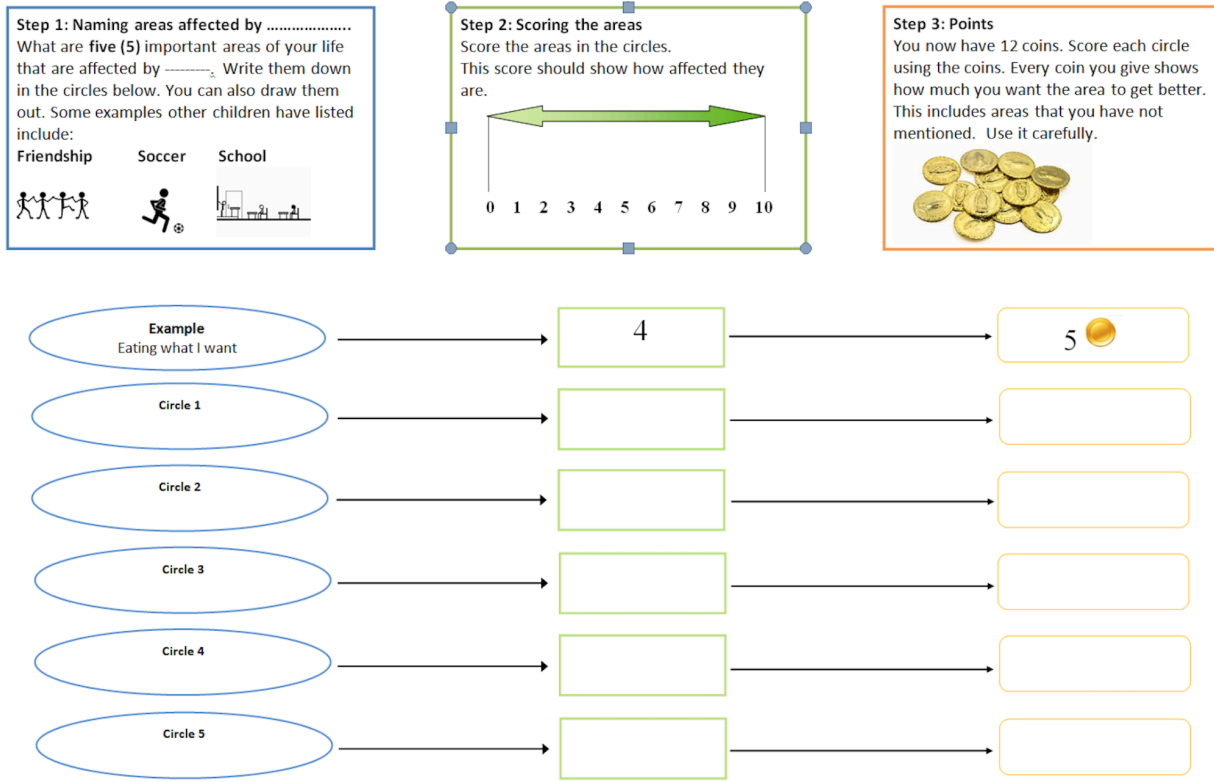 Step 1: Naming areas affected by ………………..
What are five (5) important areas of your life
that are affected by ---------. Write them down
in the circles below. You can also draw them
out. Some examples other children have listed
include:
Friendship Soccer School
Step 2: Scoring the areas
Score the areas in the circles.
This score should show how affected they
are.
0 1 2 3 4 5 6 7 8 9 10
Step 3: Points
You now have 12 coins. Score each circle
using the coins. Every coin you give shows
how much you want the area to get better.
This includes areas that you have not
mentioned. Use it carefully.
Example
Eating what I want
4
5
Circle 1
Circle 2
Circle 3
Circle 4
Circle 5